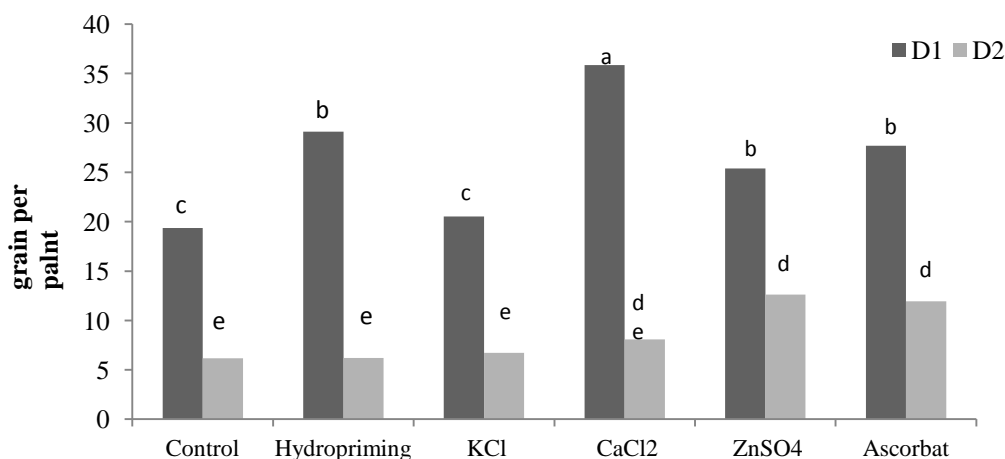 40
35
30
25
20
15
10
5
0
grain per
palnt
D1 D2
c
e
b
e
c
e
a
d
e
b
d
b
d
Control Hydropriming KCl CaCl2 ZnSO4 Ascorbat